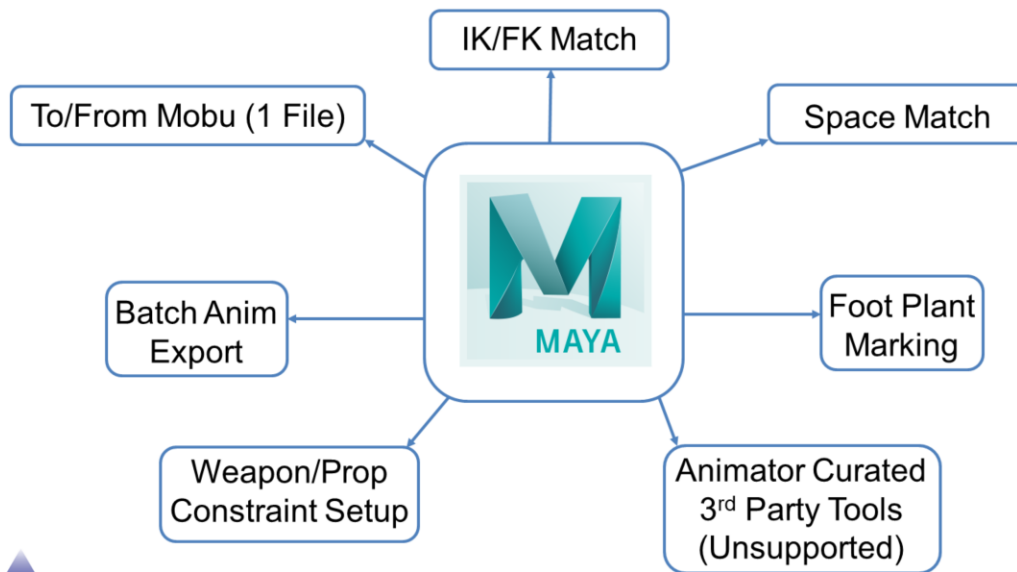 IK/FK Match
To/From Mobu (1 File)
Space Match
MAYA
Batch Anim
Export
Foot Plant
Marking
Weapon/Prop
Constraint Setup
Animator Curated
3rd Party Tools
(Unsupported)